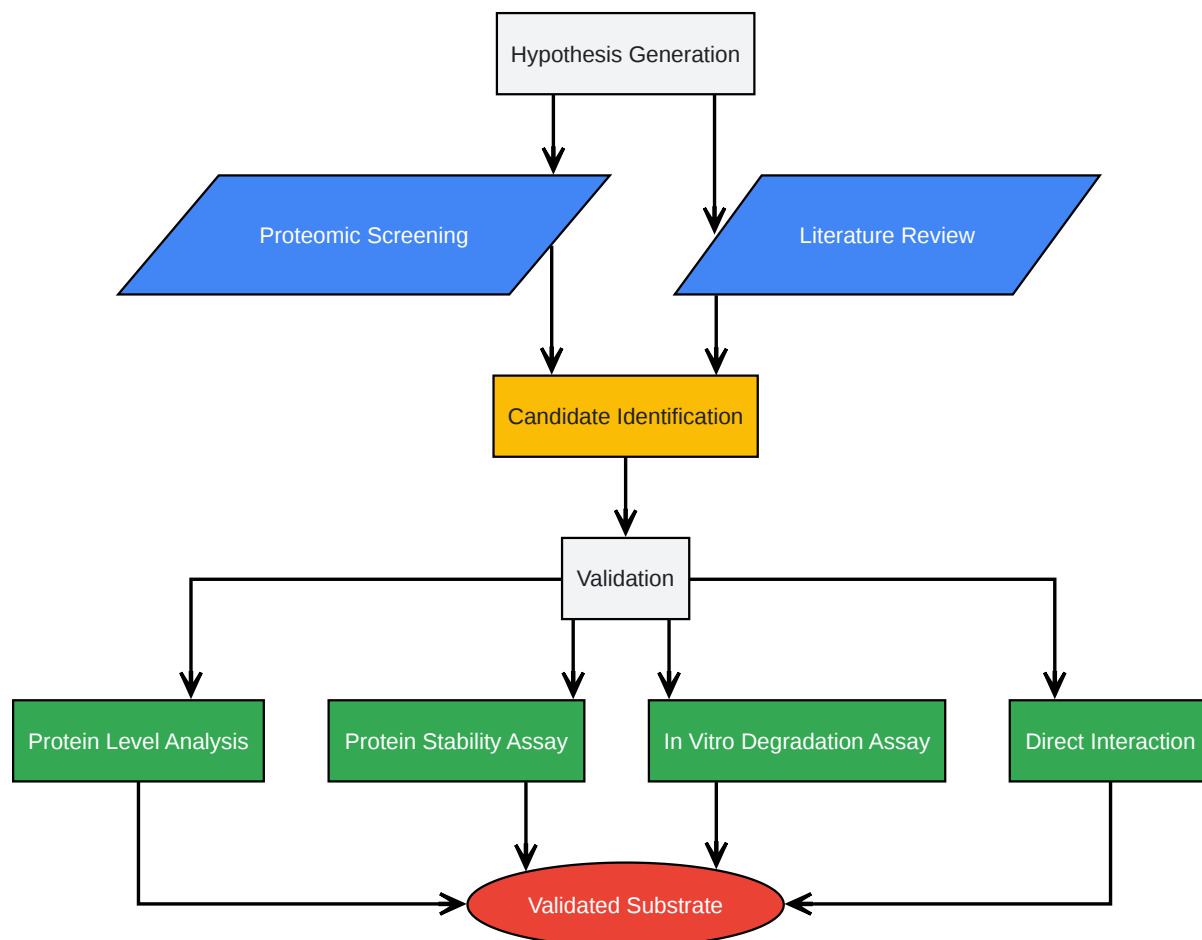 Hypothesis Generation
Proteomic Screening
Literature Review
Candidate Identification
Validation
Protein Level Analysis
Protein Stability Assay
In Vitro Degradation Assay
Direct Interaction
Validated Substrate